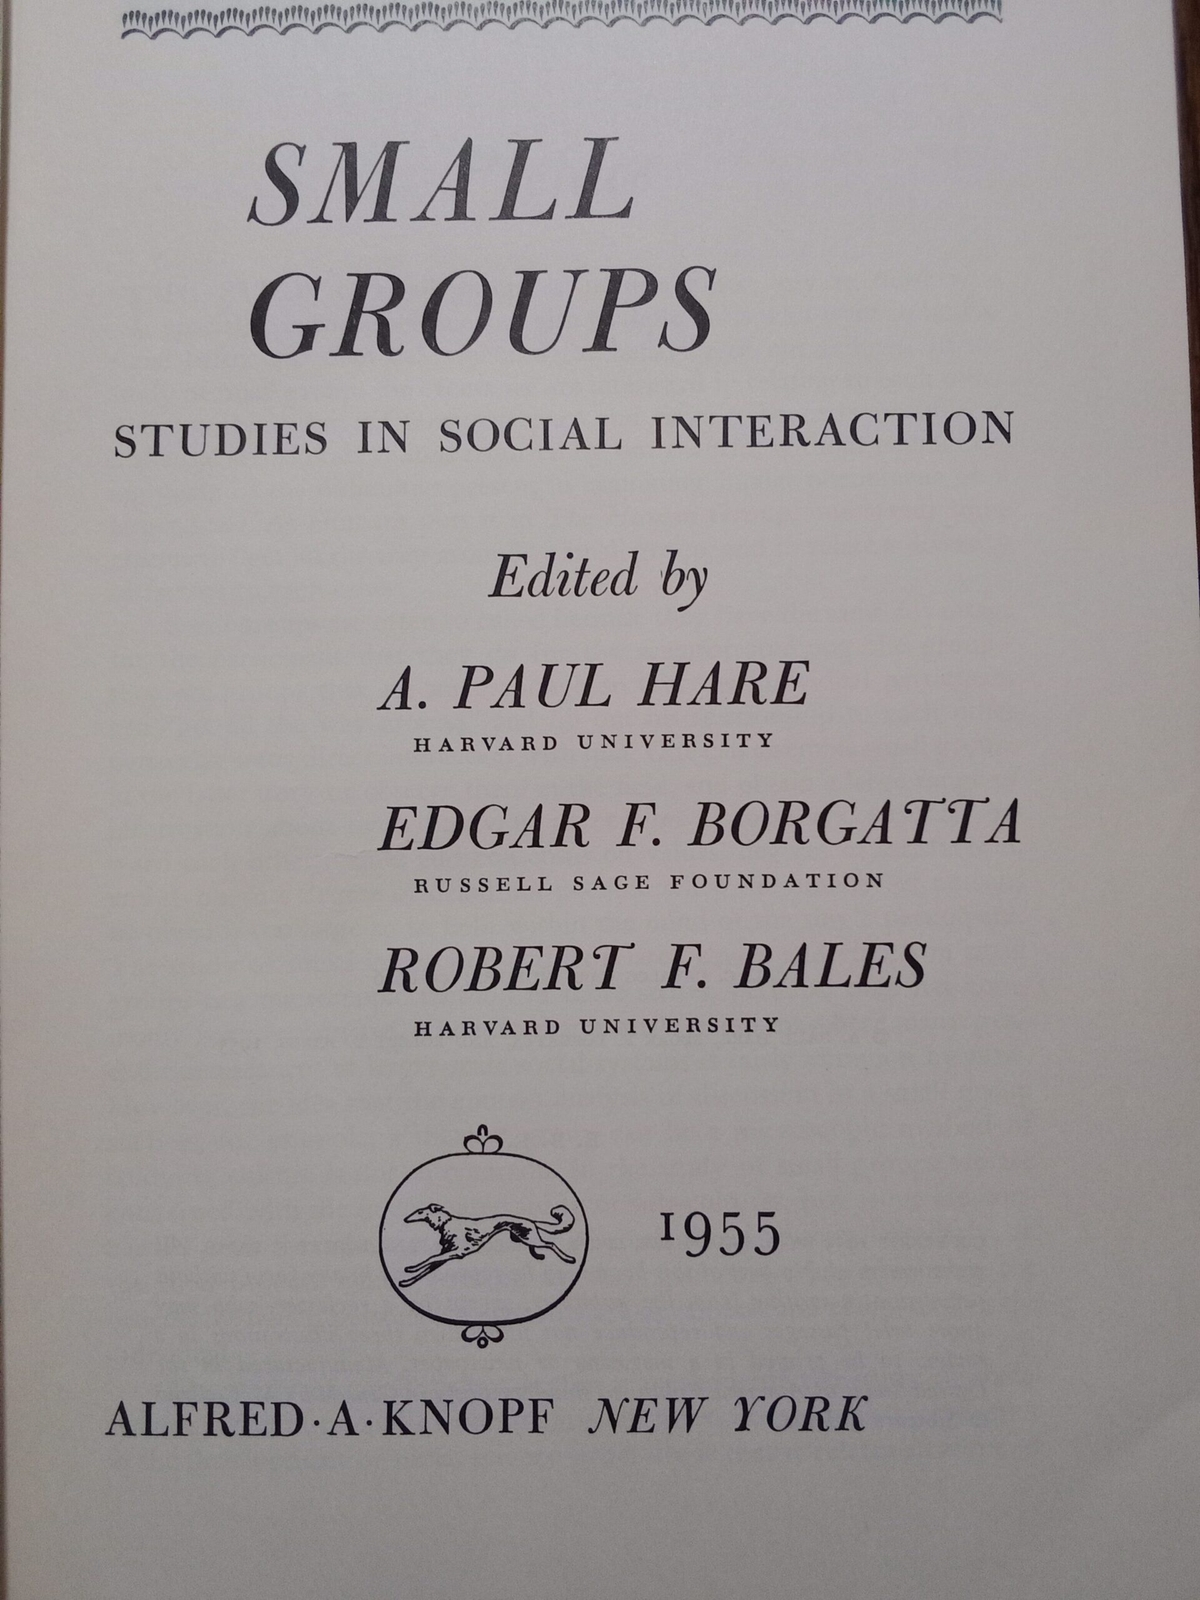 SMALL
GROUPS
STUDIES IN SOCIAL INTERACTION
Edited by
A. PAUL HARE
HARVARD UNIVERSITY
EDGAR F. BORGATTA
RUSSELL SAGE FOUNDATION
ROBERT F. BALES
HARVARD UNIVERSITY
1955
ALFRED·A·KNOPF NEW YORK